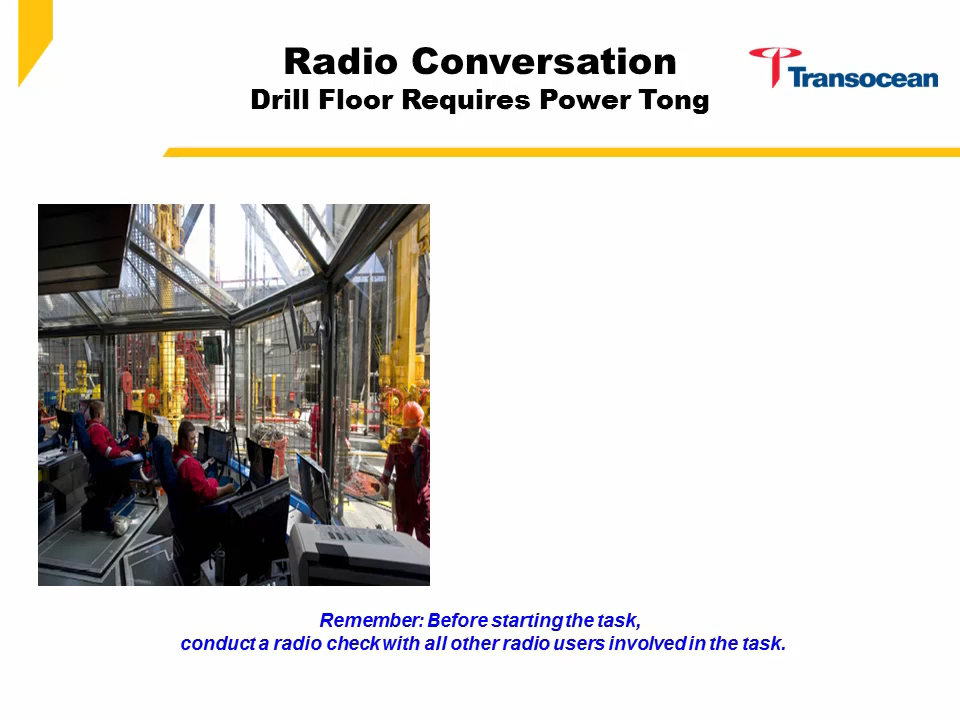 Radio Conversation
Drill Floor Requires Power Tong
Transocean
Remember: Before starting the task,
conduct a radio check with all other radio users involved in the task.